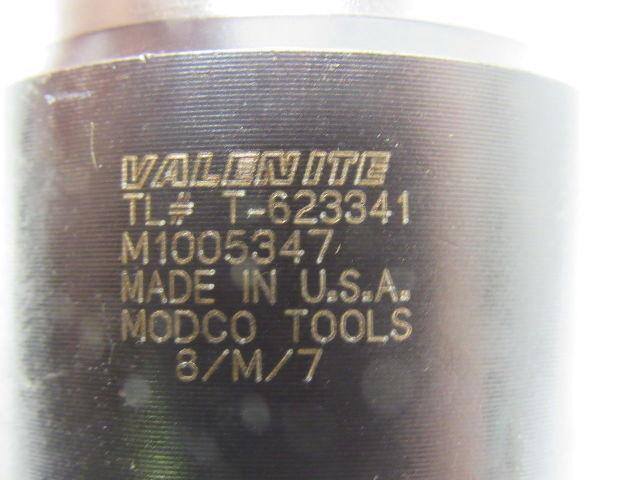 VALENITE
TL# T-623341
M1005347
MADE IN U.S.A.
MODCO TOOLS
8/M/7